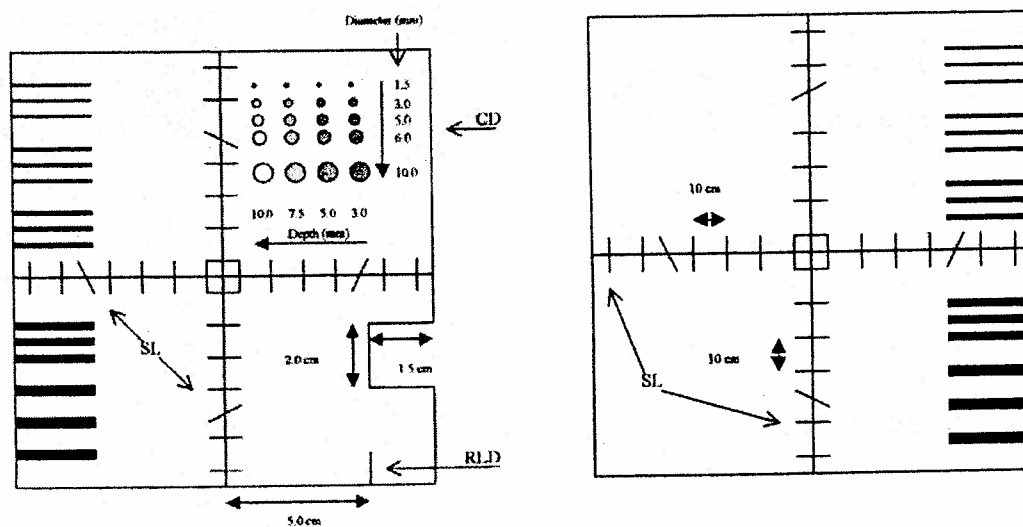 Diameter (mm)
1.5
3.0
5.0
6.0
10.0
CD
10.0 7.5 5.0 3.0
Depth (mm)
SL
2.0 cm
1.5 cm
RLD
5.0 cm
10 cm
10 cm
SL